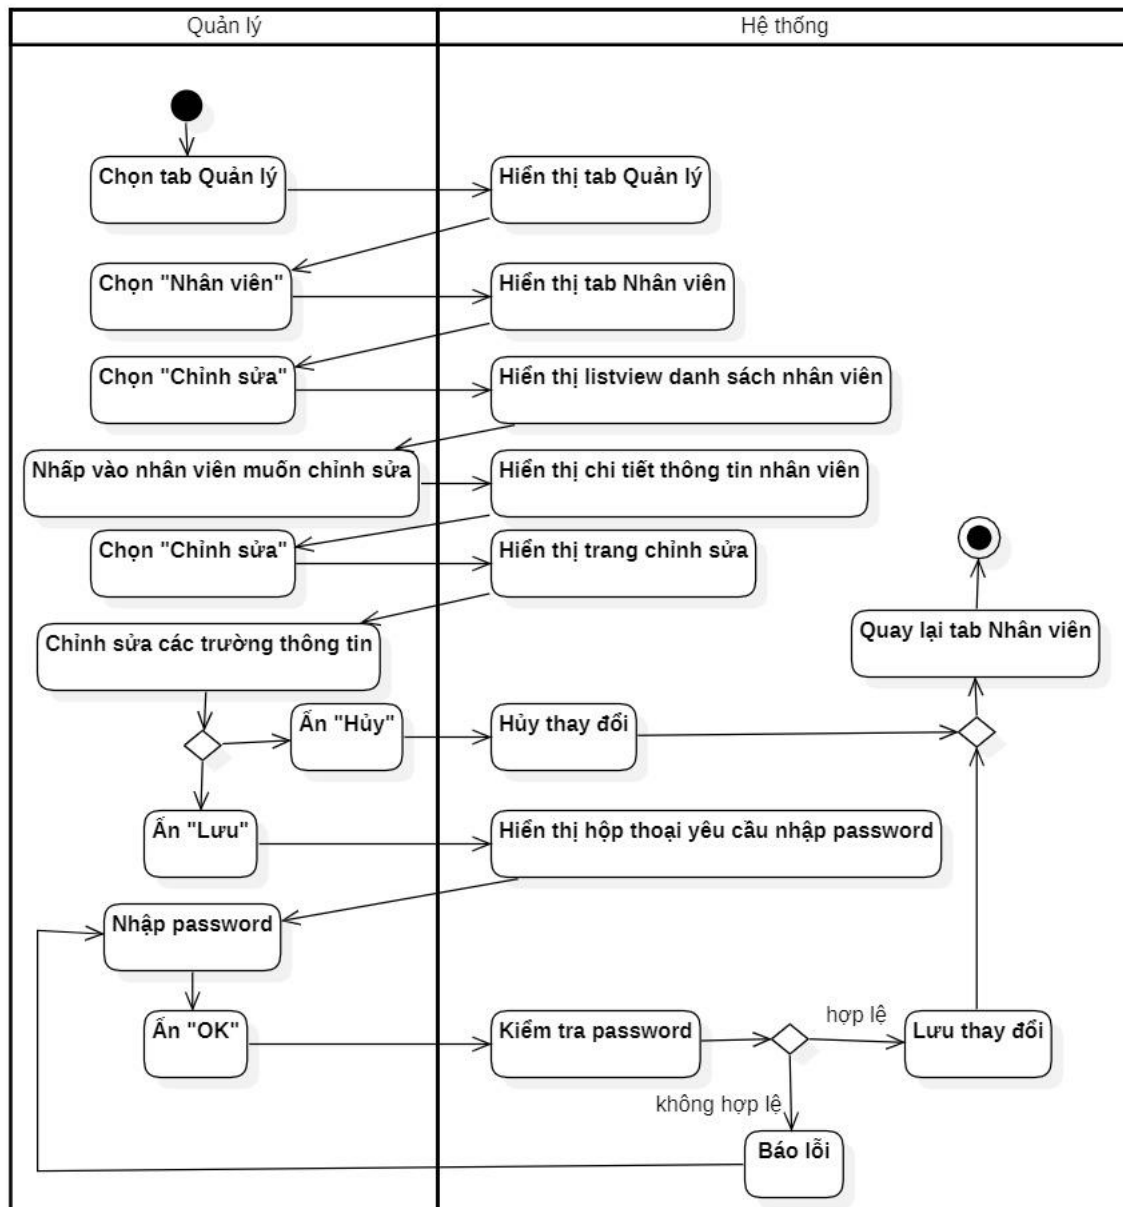 Quản lý
Hệ thống
Chọn tab Quản lý
Hiển thị tab Quản lý
Chọn "Nhân viên"
Hiển thị tab Nhân viên
Chọn "Chỉnh sửa"
Hiển thị listview danh sách nhân viên
Nhấp vào nhân viên muốn chỉnh sửa
Hiển thị chi tiết thông tin nhân viên
Chọn "Chỉnh sửa"
Hiển thị trang chỉnh sửa
Chỉnh sửa các trường thông tin
Quay lại tab Nhân viên
Ấn "Hủy"
Hủy thay đổi
Ấn "Lưu"
Hiển thị hộp thoại yêu cầu nhập password
Nhập password
Ấn "OK"
Kiểm tra password
hợp lệ
Lưu thay đổi
không hợp lệ
Báo lỗi